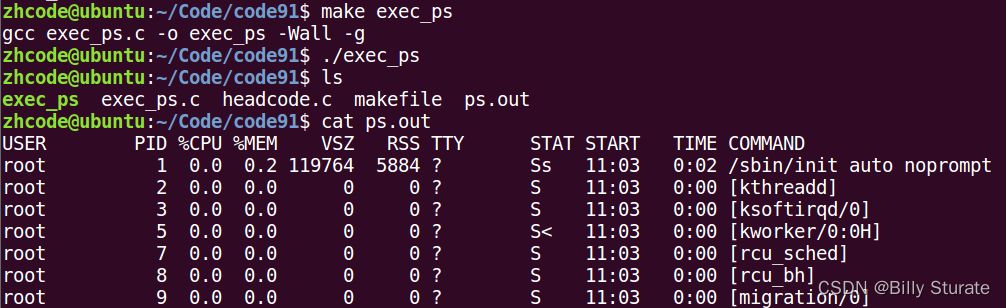 zhcode@ubuntu:~/Code/code91$ make exec_ps
gcc exec_ps.c -o exec_ps -Wall -g
zhcode@ubuntu:~/Code/code91$ ./exec_ps
zhcode@ubuntu:~/Code/code91$ ls
exec_ps  exec_ps.c  headcode.c  makefile  ps.out
zhcode@ubuntu:~/Code/code91$ cat ps.out
USER        PID %CPU %MEM    VSZ   RSS TTY      STAT START   TIME COMMAND
root          1  0.0  0.2 119764  5884 ?        Ss   11:03   0:02 /sbin/init auto noprompt
root          2  0.0  0.0      0     0 ?        S    11:03   0:00 [kthreadd]
root          3  0.0  0.0      0     0 ?        S    11:03   0:00 [ksoftirqd/0]
root          5  0.0  0.0      0     0 ?        S<   11:03   0:00 [kworker/0:0H]
root          7  0.0  0.0      0     0 ?        S    11:03   0:00 [rcu_sched]
root          8  0.0  0.0      0     0 ?        S    11:03   0:00 [rcu_bh]
root          9  0.0  0.0      0     0 ?        S    11:03   0:00 [migration/0]
CSDN @Billy Sturate